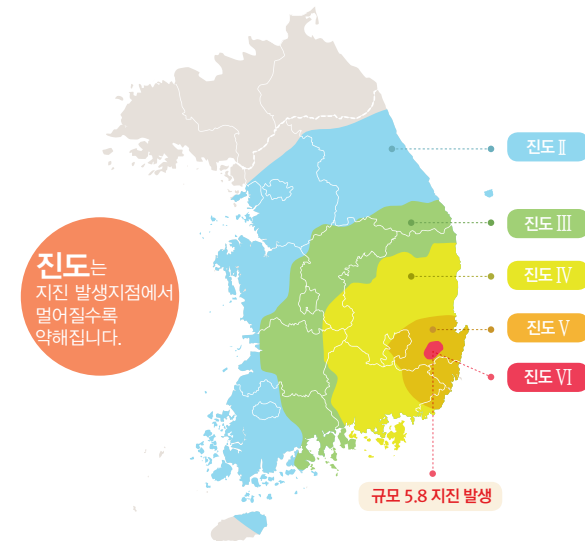 진도Ⅱ
진도 Ⅲ
진도는
지진 발생지점에서
멀어질수록
약해집니다.
진도 Ⅳ
진도 Ⅴ
진도 Ⅵ
규모 5.8 지진 발생